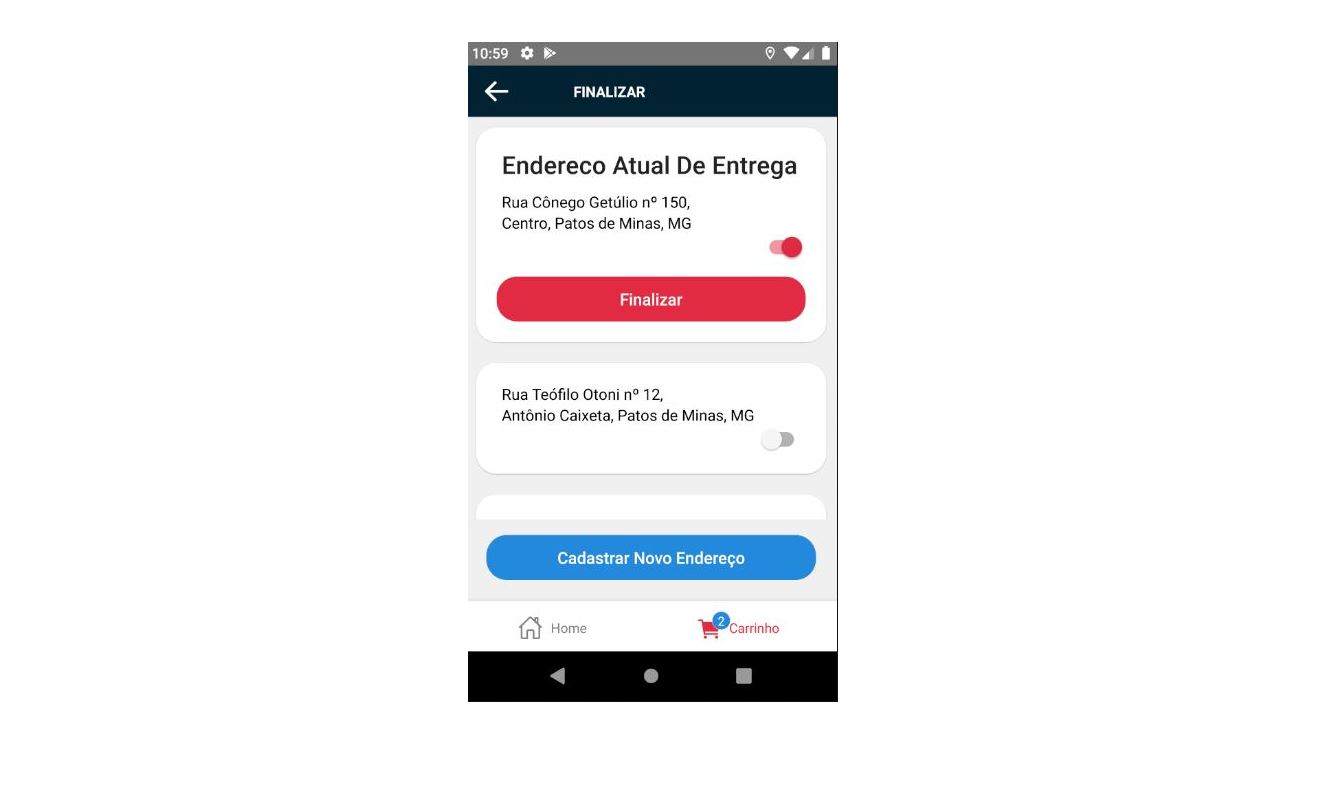 10:59
FINALIZAR
Endereco Atual De Entrega
Rua Cônego Getúlio nº 150,
Centro, Patos de Minas, MG
Finalizar
Rua Teófilo Otoni nº 12,
Antônio Caixeta, Patos de Minas, MG
Cadastrar Novo Endereço
Home
2
Carrinho